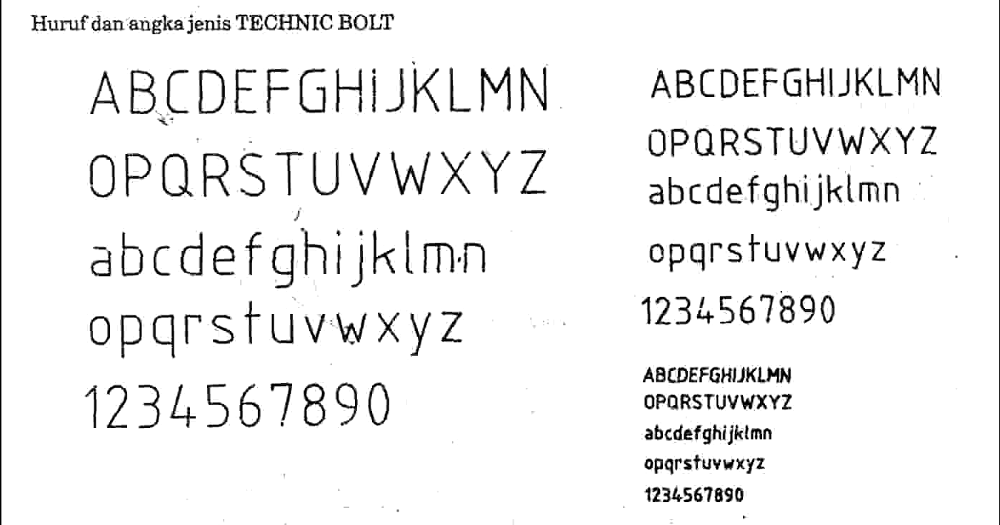 Huruf dan angka jenis TECHNIC BOLT
ABCDEFGHIJKLMN
OPQRSTUVWXYZ
abcdefghijklmn
opqrstuvwxyz
1234567890
ABCDEFGHIJKLMN
OPQRSTUVWXYZ
abcdefghijklmn
opqrstuvwxyz
1234567890
ABCDEFGHIJKLMN
OPQRSTUVWXYZ
abcdefghijklmn
opqrstuvwxyz
1234567890